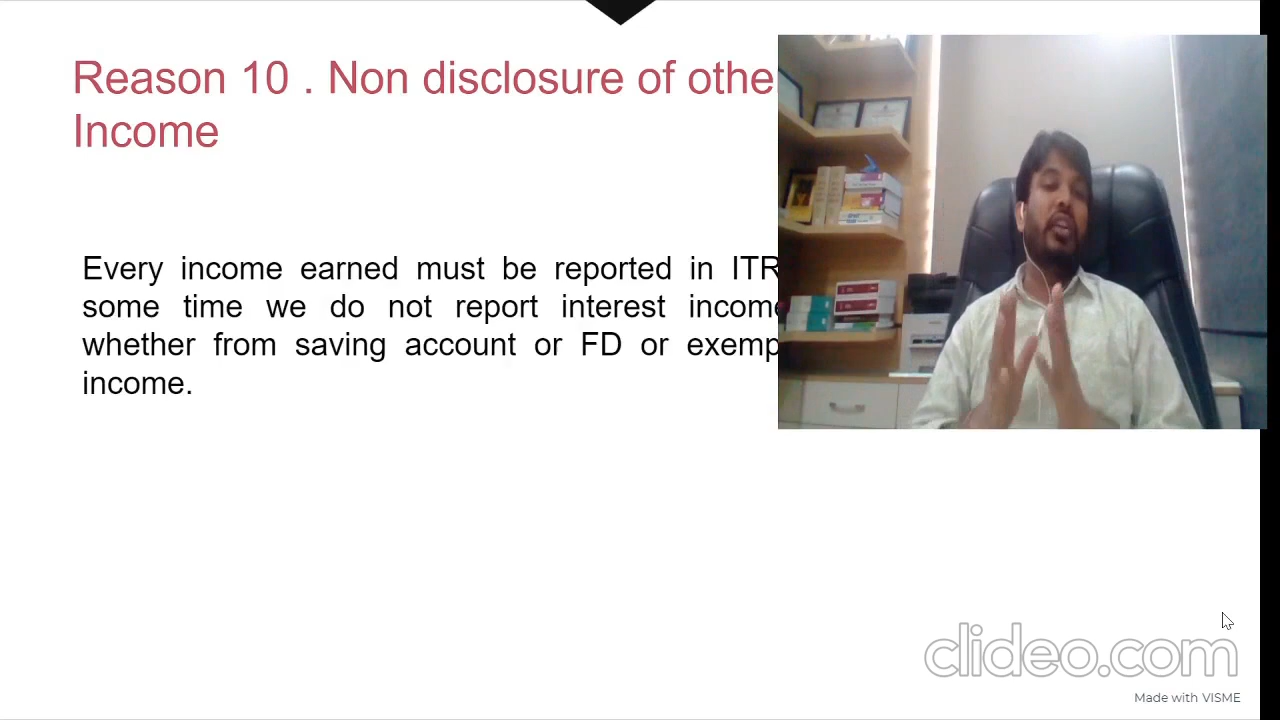 Reason 10 . Non disclosure of othe
Income
Every income earned must be reported in ITR
some time we do not report interest income
whether from saving account or FD or exemp
income.
clideo.com
Made with VISME